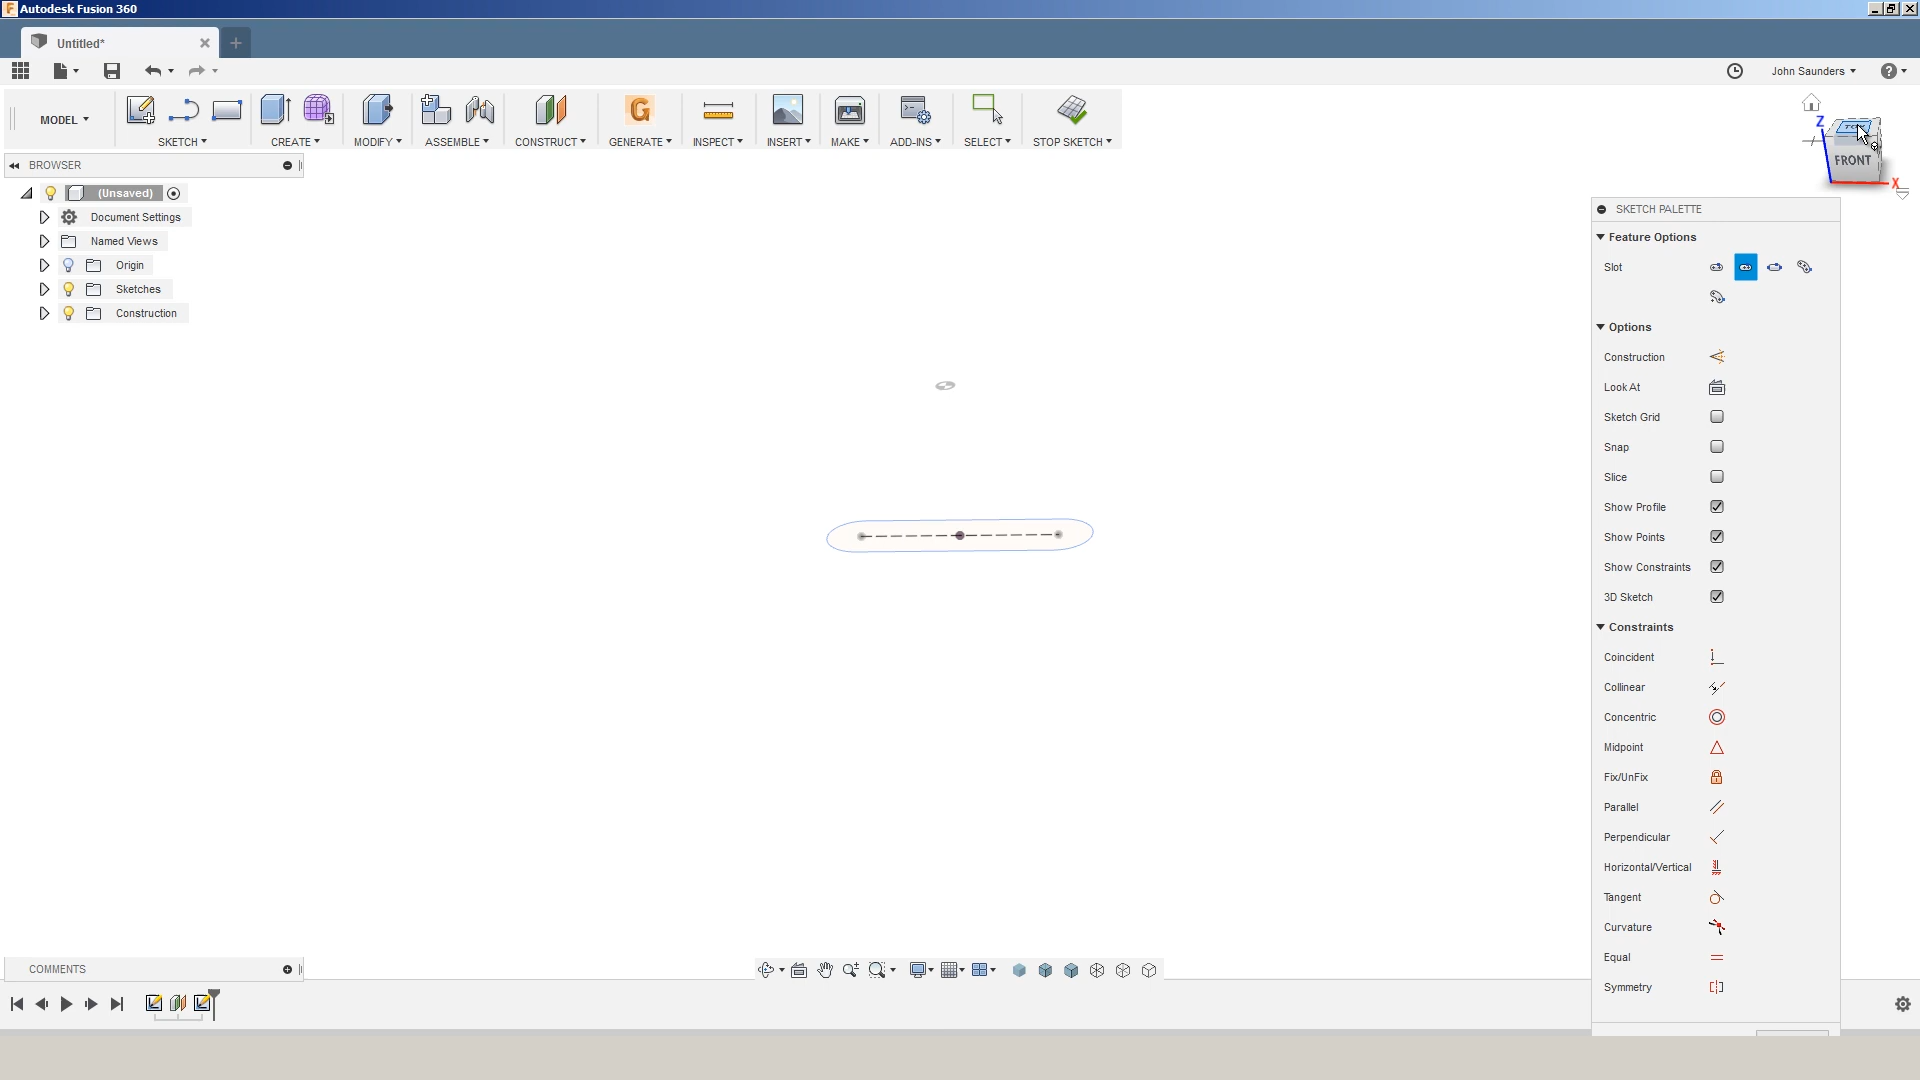 Autodesk Fusion 360
Untitled*
John Saunders
MODEL
SKETCH
CREATE
MODIFY
ASSEMBLE
CONSTRUCT
GENERATE
INSPECT
INSERT
MAKE
ADD-INS
SELECT
STOP SKETCH
Z
FRONT
X
BROWSER
(Unsaved)
Document Settings
Named Views
Origin
Sketches
Construction
SKETCH PALETTE
Feature Options
Slot
Options
Construction
Look At
Sketch Grid
Snap
Slice
Show Profile
Show Points
Show Constraints
3D Sketch
Constraints
Coincident
Collinear
Concentric
Midpoint
Fix/UnFix
Parallel
Perpendicular
Horizontal/Vertical
Tangent
Curvature
Equal
Symmetry
COMMENTS